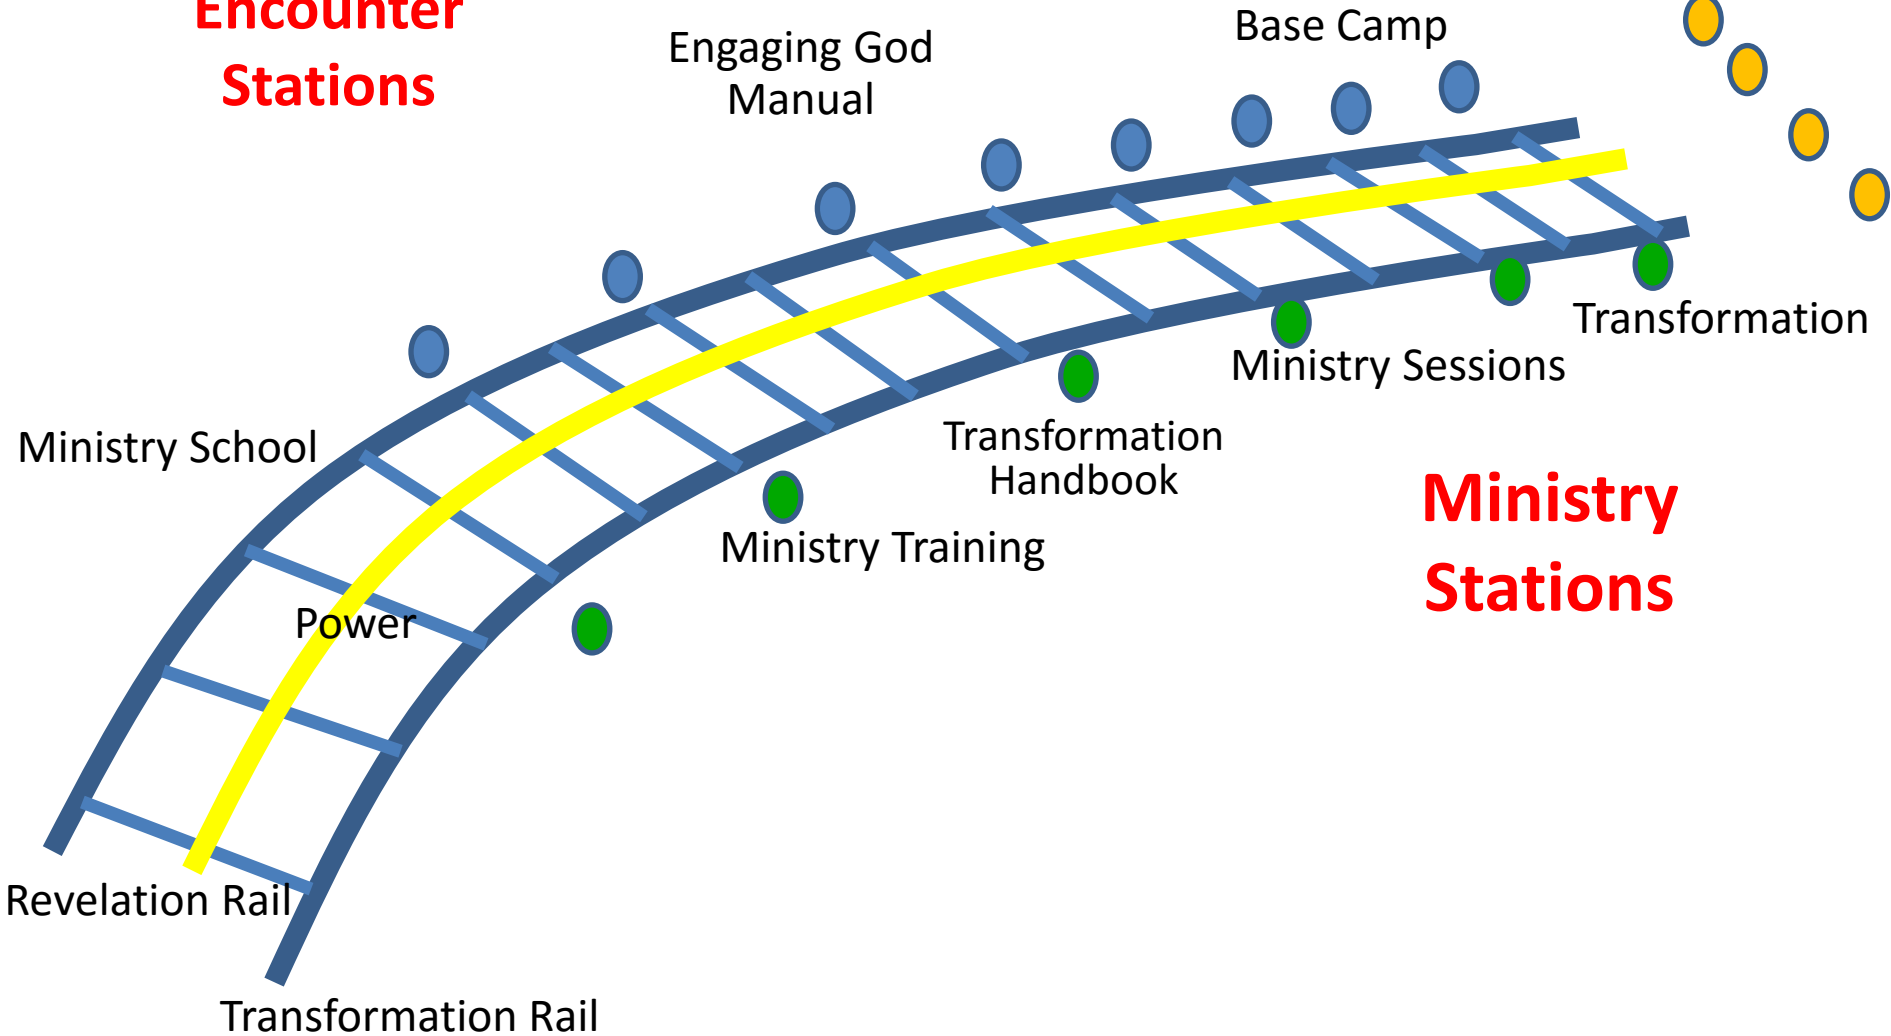 Encounter
Stations
Engaging God
Manual
Base Camp
Transformation
Ministry Sessions
Ministry School
Transformation
Handbook
Ministry
Stations
Ministry Training
Power
Revelation Rail
Transformation Rail